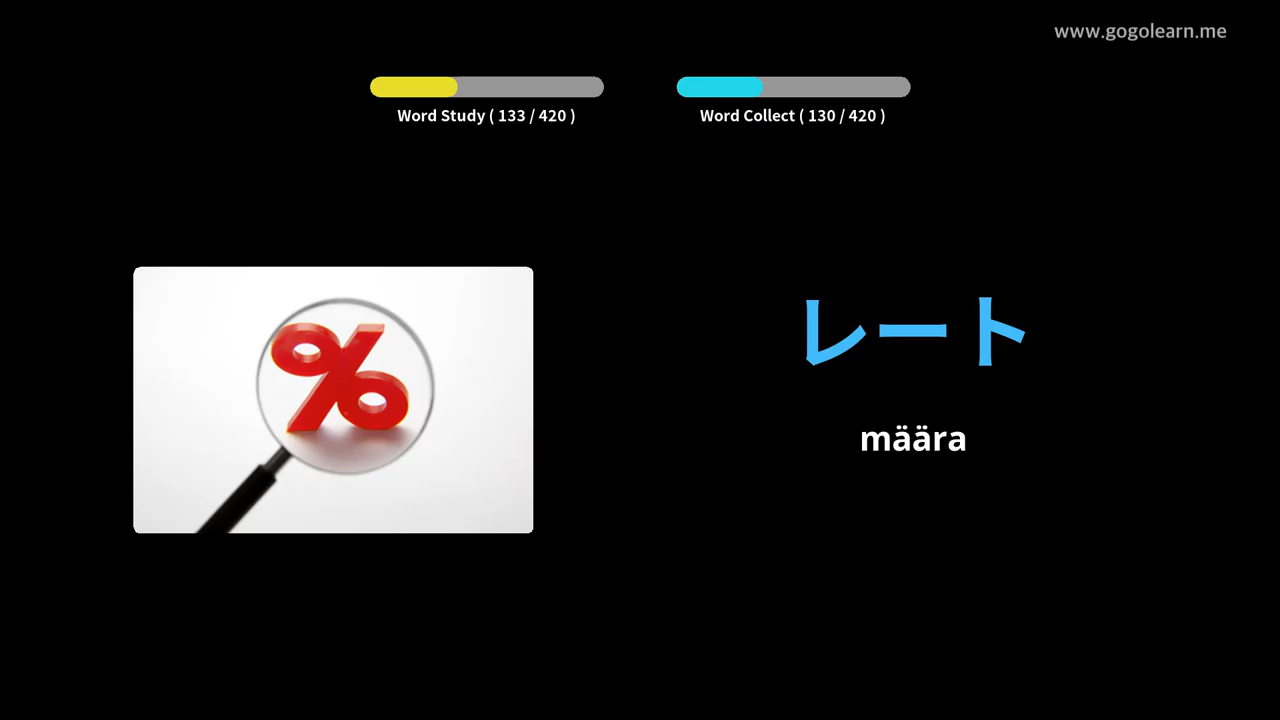 www.gogolearn.me
Word Study ( 133 / 420 )
Word Collect ( 130 / 420 )
%
レート
määra